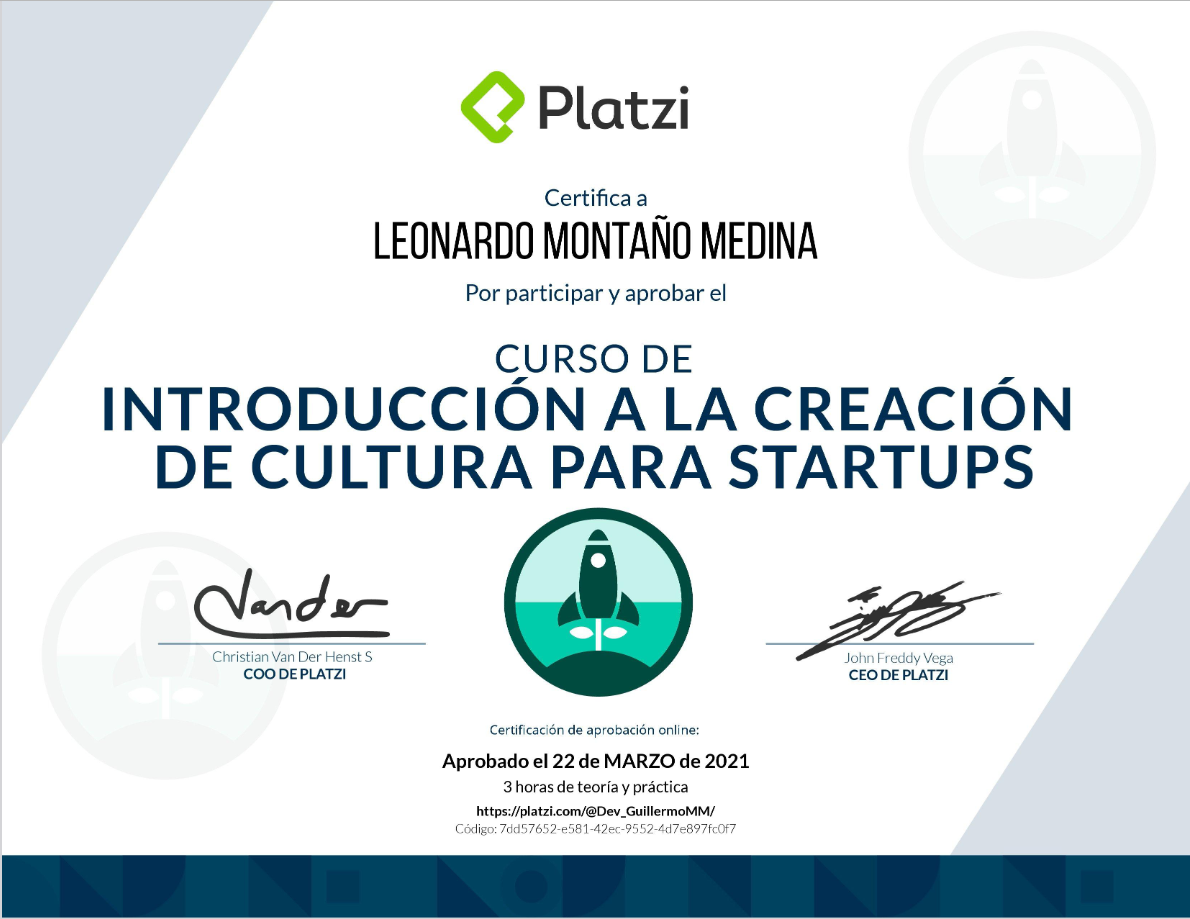 Platzi
Certifica a
LEONARDO MONTAÑO MEDINA
Por participar y aprobar el
CURSO DE
INTRODUCCIÓN A LA CREACIÓN
DE CULTURA PARA STARTUPS
Vander
Christian Van Der Henst S
COO DE PLATZI
John Freddy Vega
CEO DE PLATZI
Certificación de aprobación online:
Aprobado el 22 de MARZO de 2021
3 horas de teoría y práctica
https://platzi.com/@Dev_GuillermoMM/
Código: 7dd57652-e581-42ec-9552-4d7e897fc0f7